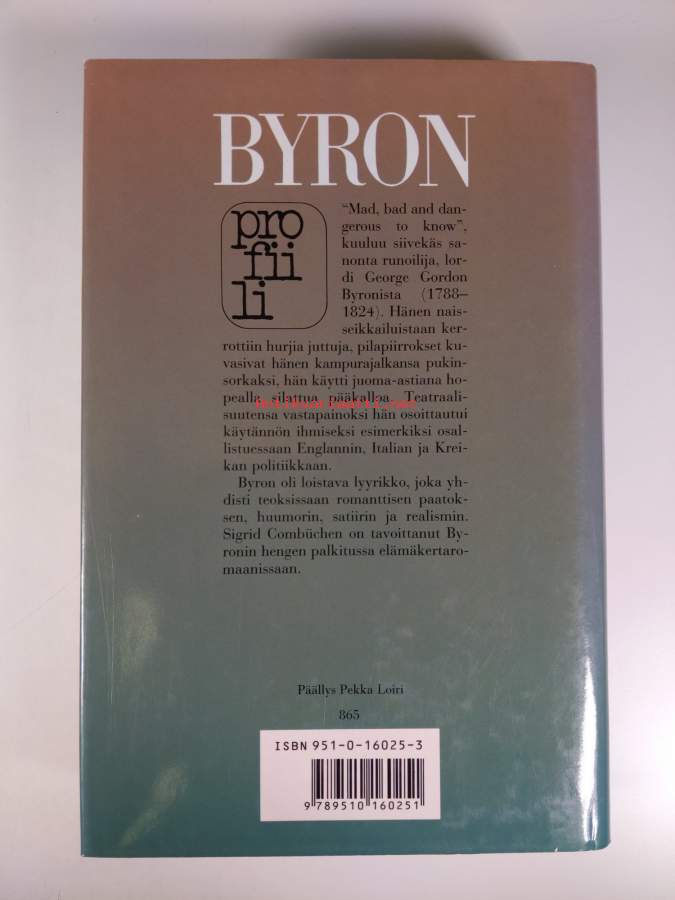 BYRON
pro
fii
li
"Mad, bad and dan-
gerous to know",
kuuluu siivekäs sa-
nonta runoilija, lor-
di George Gordon
Byronista (1788–
1824). Hänen nais-
seikkailuistaan ker-
rottiin hurjia juttuja, pilapiirrokset ku-
vasivat hänen kampurajalkansa pukin-
sorkaksi, hän käytti juoma-astiana ho-
pealla silattua pääkalloa. Teatraali-
suutensa vastapainoksi hän osoittautui
käytännön ihmiseksi esimerkiksi osal-
listuessaan Englannin, Italian ja Krei-
kan politiikkaan.
Byron oli loistava lyyrikko, joka yh-
disti teoksissaan romanttisen paatok-
sen, huumorin, satiirin ja realismin.
Sigrid Combüchen on tavoittanut By-
ronin hengen palkitussa elämäkertaro-
maanissaan.
Päällys Pekka Loiri
865
ISBN 951-0-16025-3
9 789510 160251